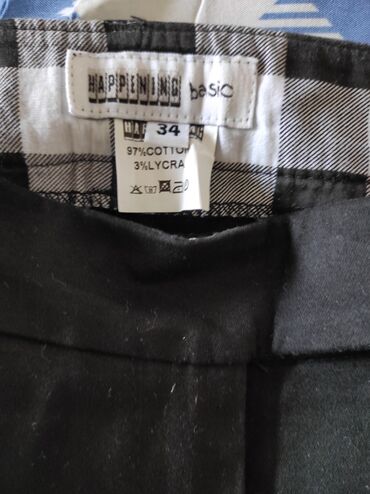 HAPPENING basic
34
97%COTTON
3%LYCRA